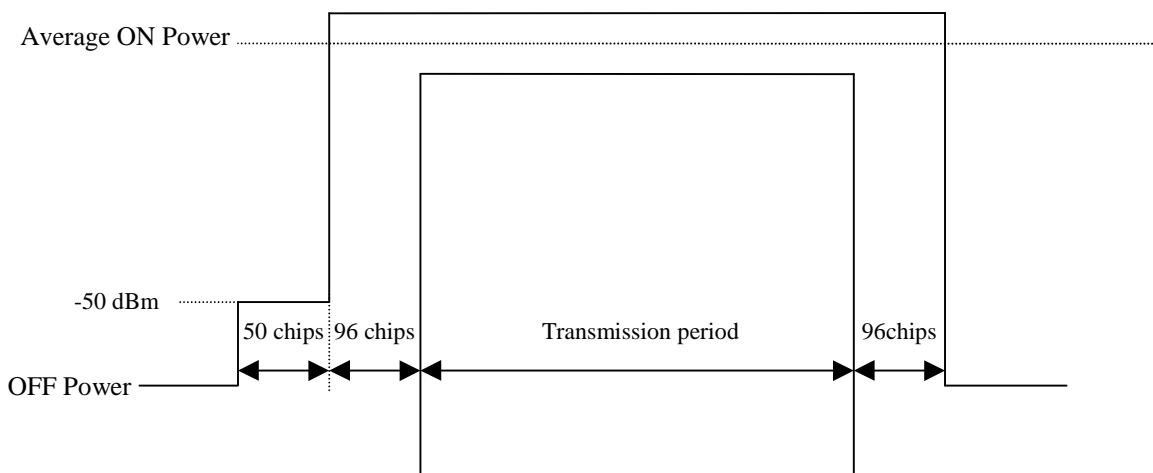 Average ON Power
-50 dBm
50 chips
96 chips
Transmission period
96chips
OFF Power